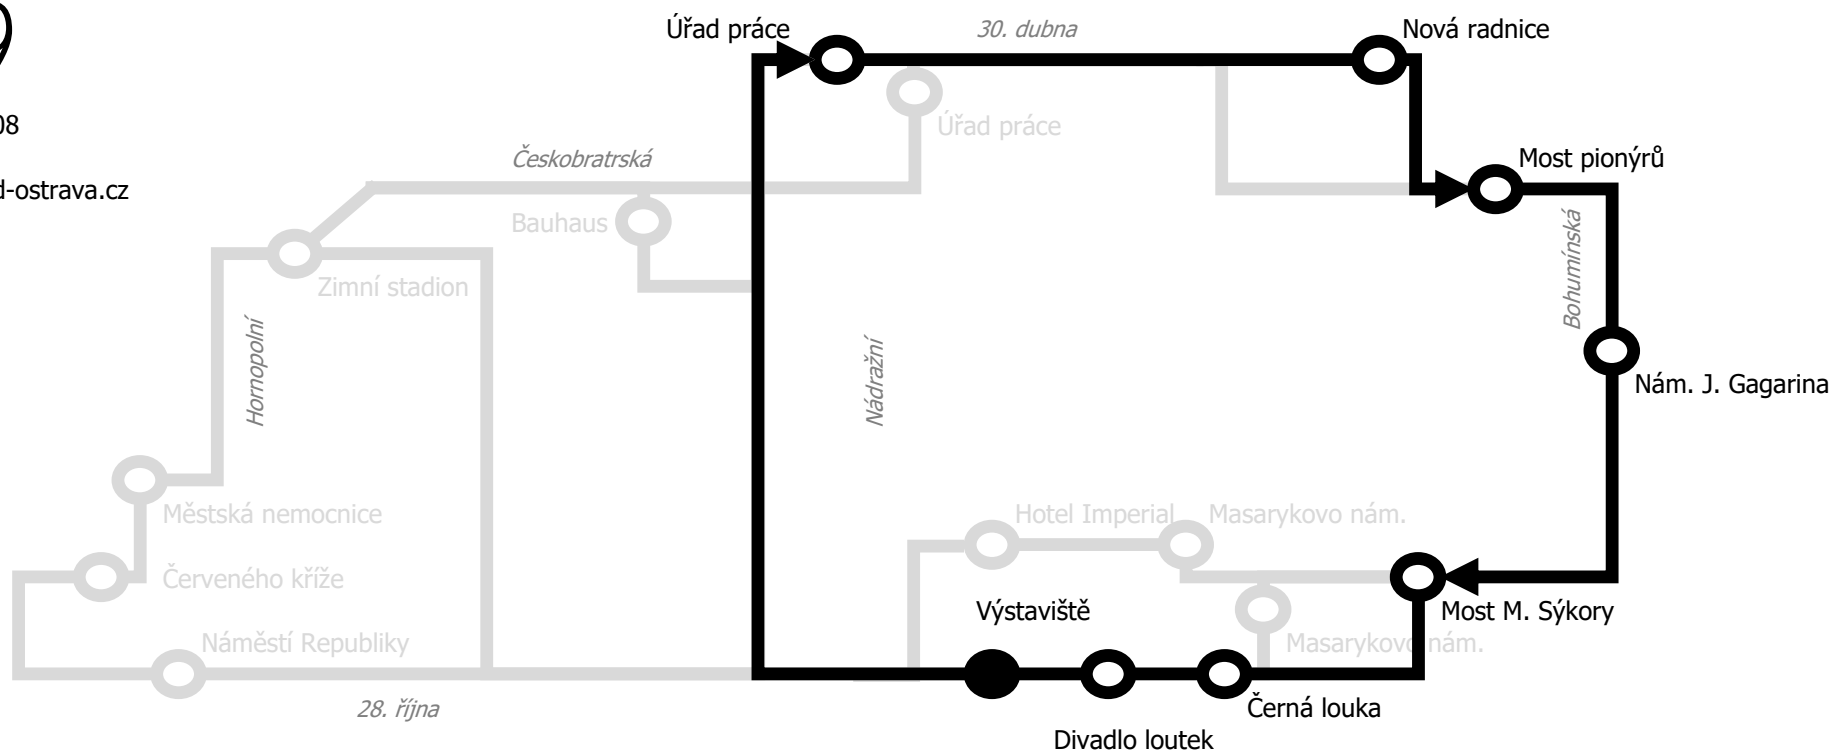 9
Úřad práce
30. dubna
Nová radnice
08
Úřad práce
Českobratrská
Most pionýrů
d-ostrava.cz
Bauhaus
Bohumínská
Zimní stadion
Hornopolní
Nádražní
Nám. J. Gagarina
Městská nemocnice
Hotel Imperial
Masarykovo nám.
Červeného kříže
Výstaviště
Most M. Sýkory
Náměstí Republiky
Masarykovo nám.
28. října
Černá louka
Divadlo loutek